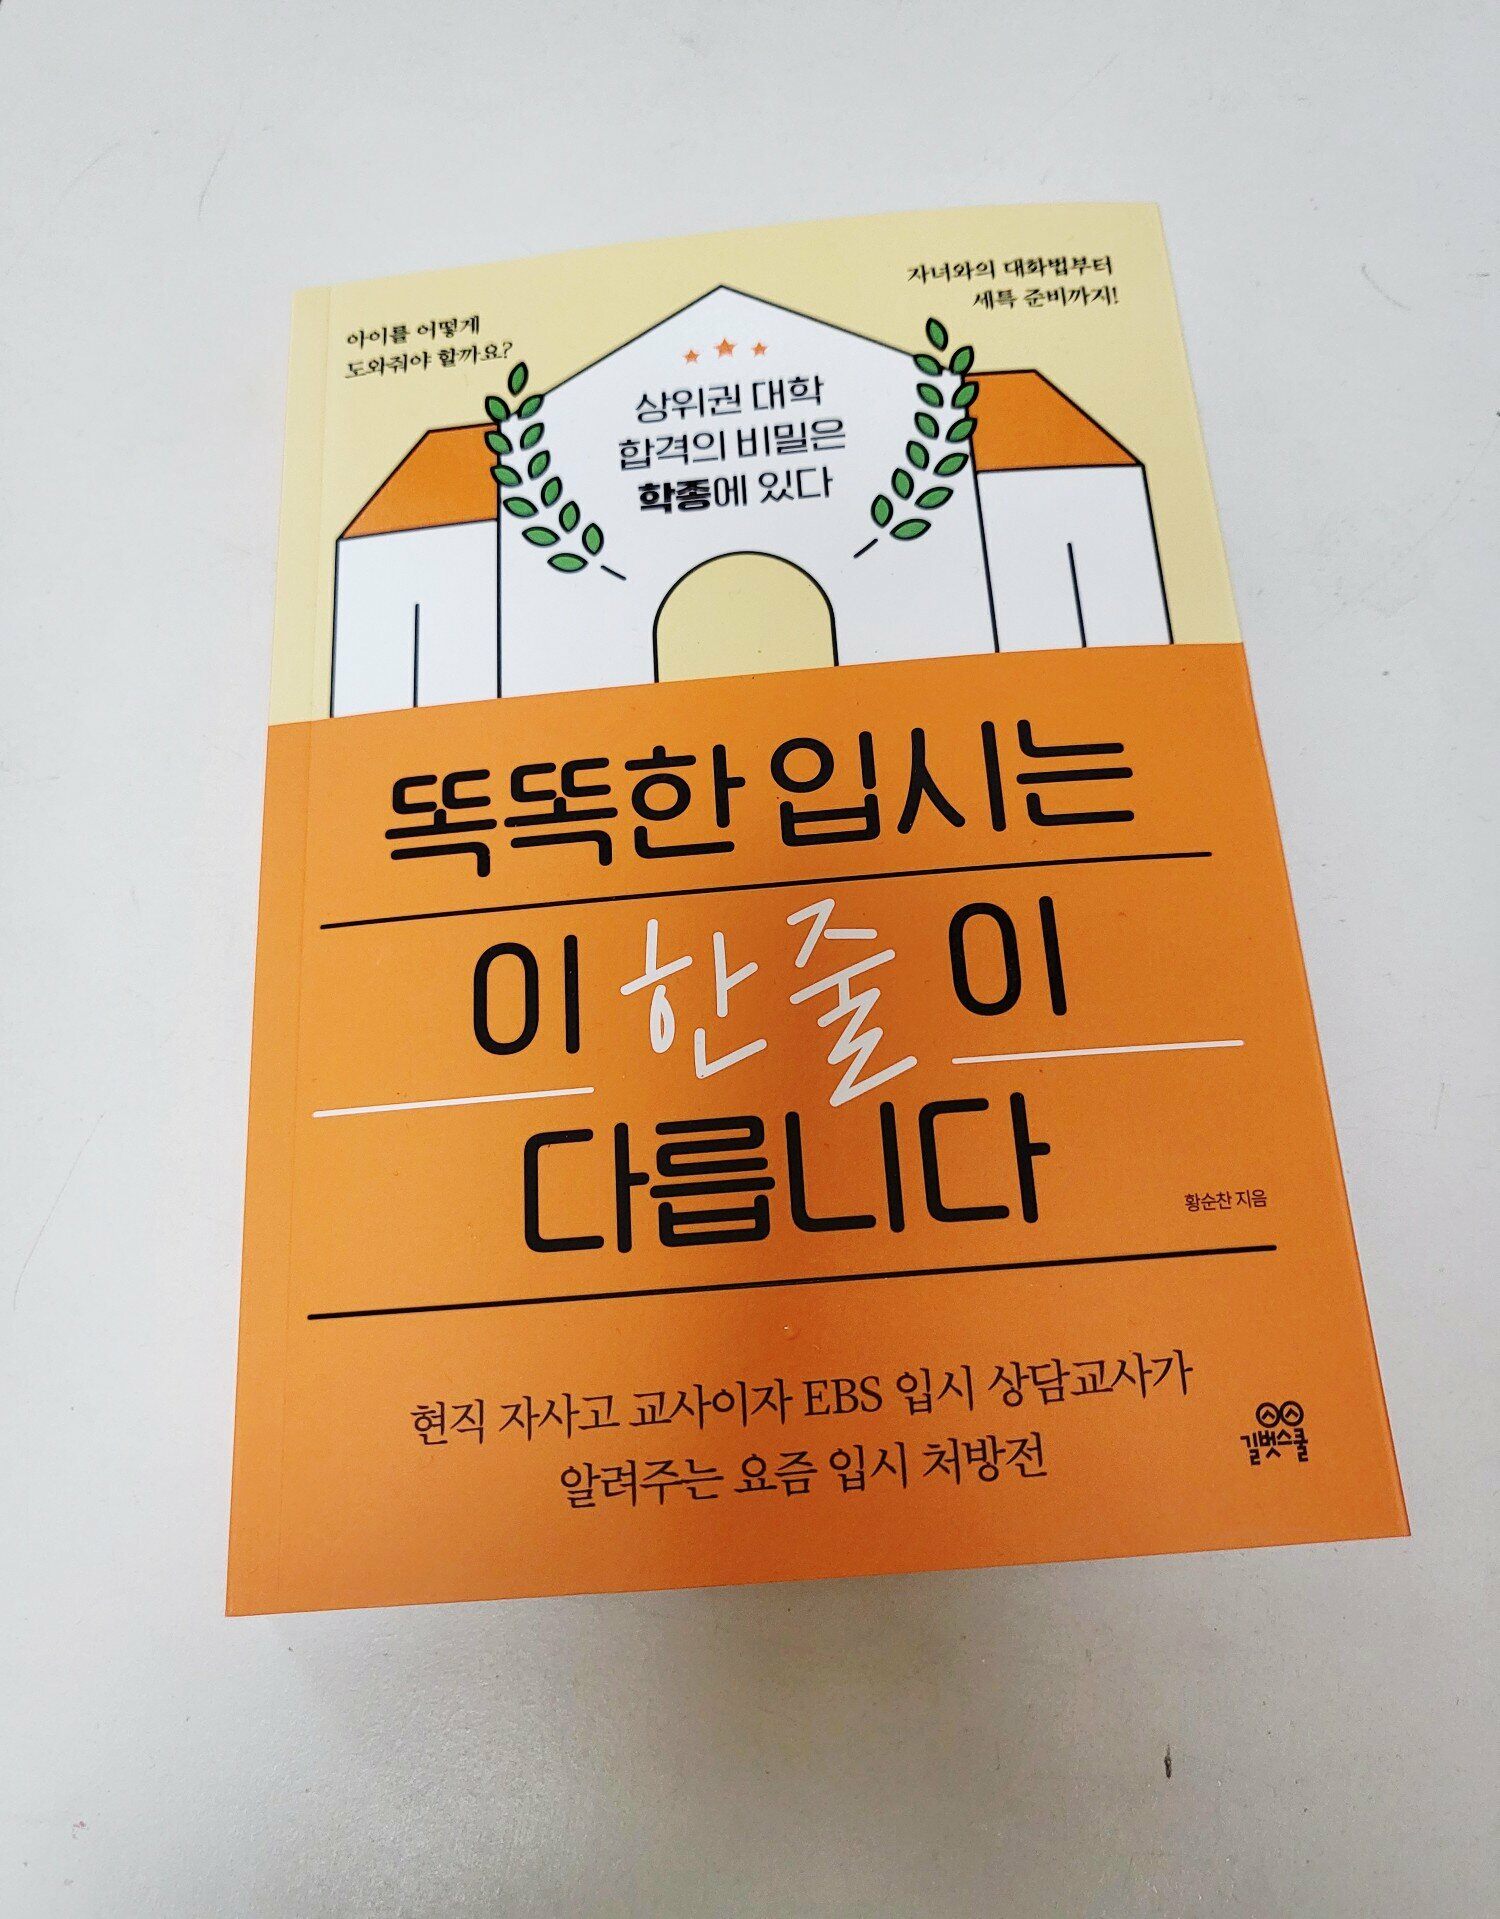 아이를 어떻게
도와줘야 할까요?
자녀와의 대화법부터
세특 준비까지!
상위권 대학
합격의 비밀은
학종에 있다
똑똑한 입시는
이 한 줄이
다릅니다
황순찬 지음
현직 자사고 교사이자 EBS 입시 상담교사가
알려주는 요즘 입시 처방전
길벗스쿨